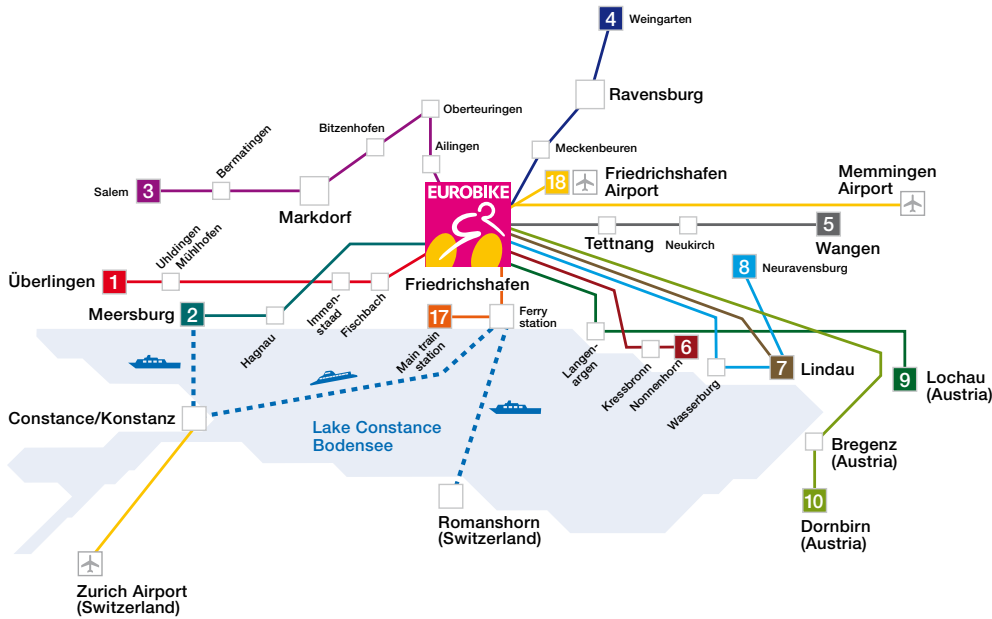 4 Weingarten
Ravensburg
Oberteuringen
Bitzenhofen
Bermatingen
Ailingen
Meckenbeuren
Salem 3
Markdorf
18 Friedrichshafen
Airport
Memmingen
Airport
EUROBIKE
Tettnang
Neukirch
5
Wangen
Uhldingen
Mühlhofen
Überlingen 1
Immen-
staad
Fischbach
Friedrichshafen
8 Neuravensburg
Meersburg 2
Hagnau
17
Main train
station
Ferry
station
Langen-
argen
Kressbronn
Nonnenhorn
6
Wasserburg
7 Lindau
9 Lochau
(Austria)
Constance/Konstanz
Lake Constance
Bodensee
Bregenz
(Austria)
10
Dornbirn
(Austria)
Romanshorn
(Switzerland)
Zurich Airport
(Switzerland)